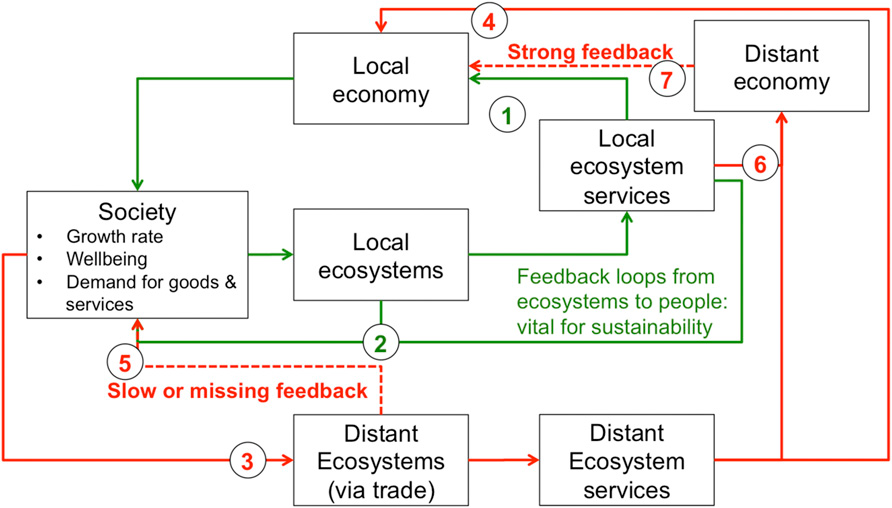 4
Local
economy
Strong feedback
7
Distant
economy
1
Local
ecosystem
services
6
Society
• Growth rate
• Wellbeing
• Demand for goods &
services
Local
ecosystems
Feedback loops from
ecosystems to people:
vital for sustainability
2
5
Slow or missing feedback
3
Distant
Ecosystems
(via trade)
Distant
Ecosystem
services